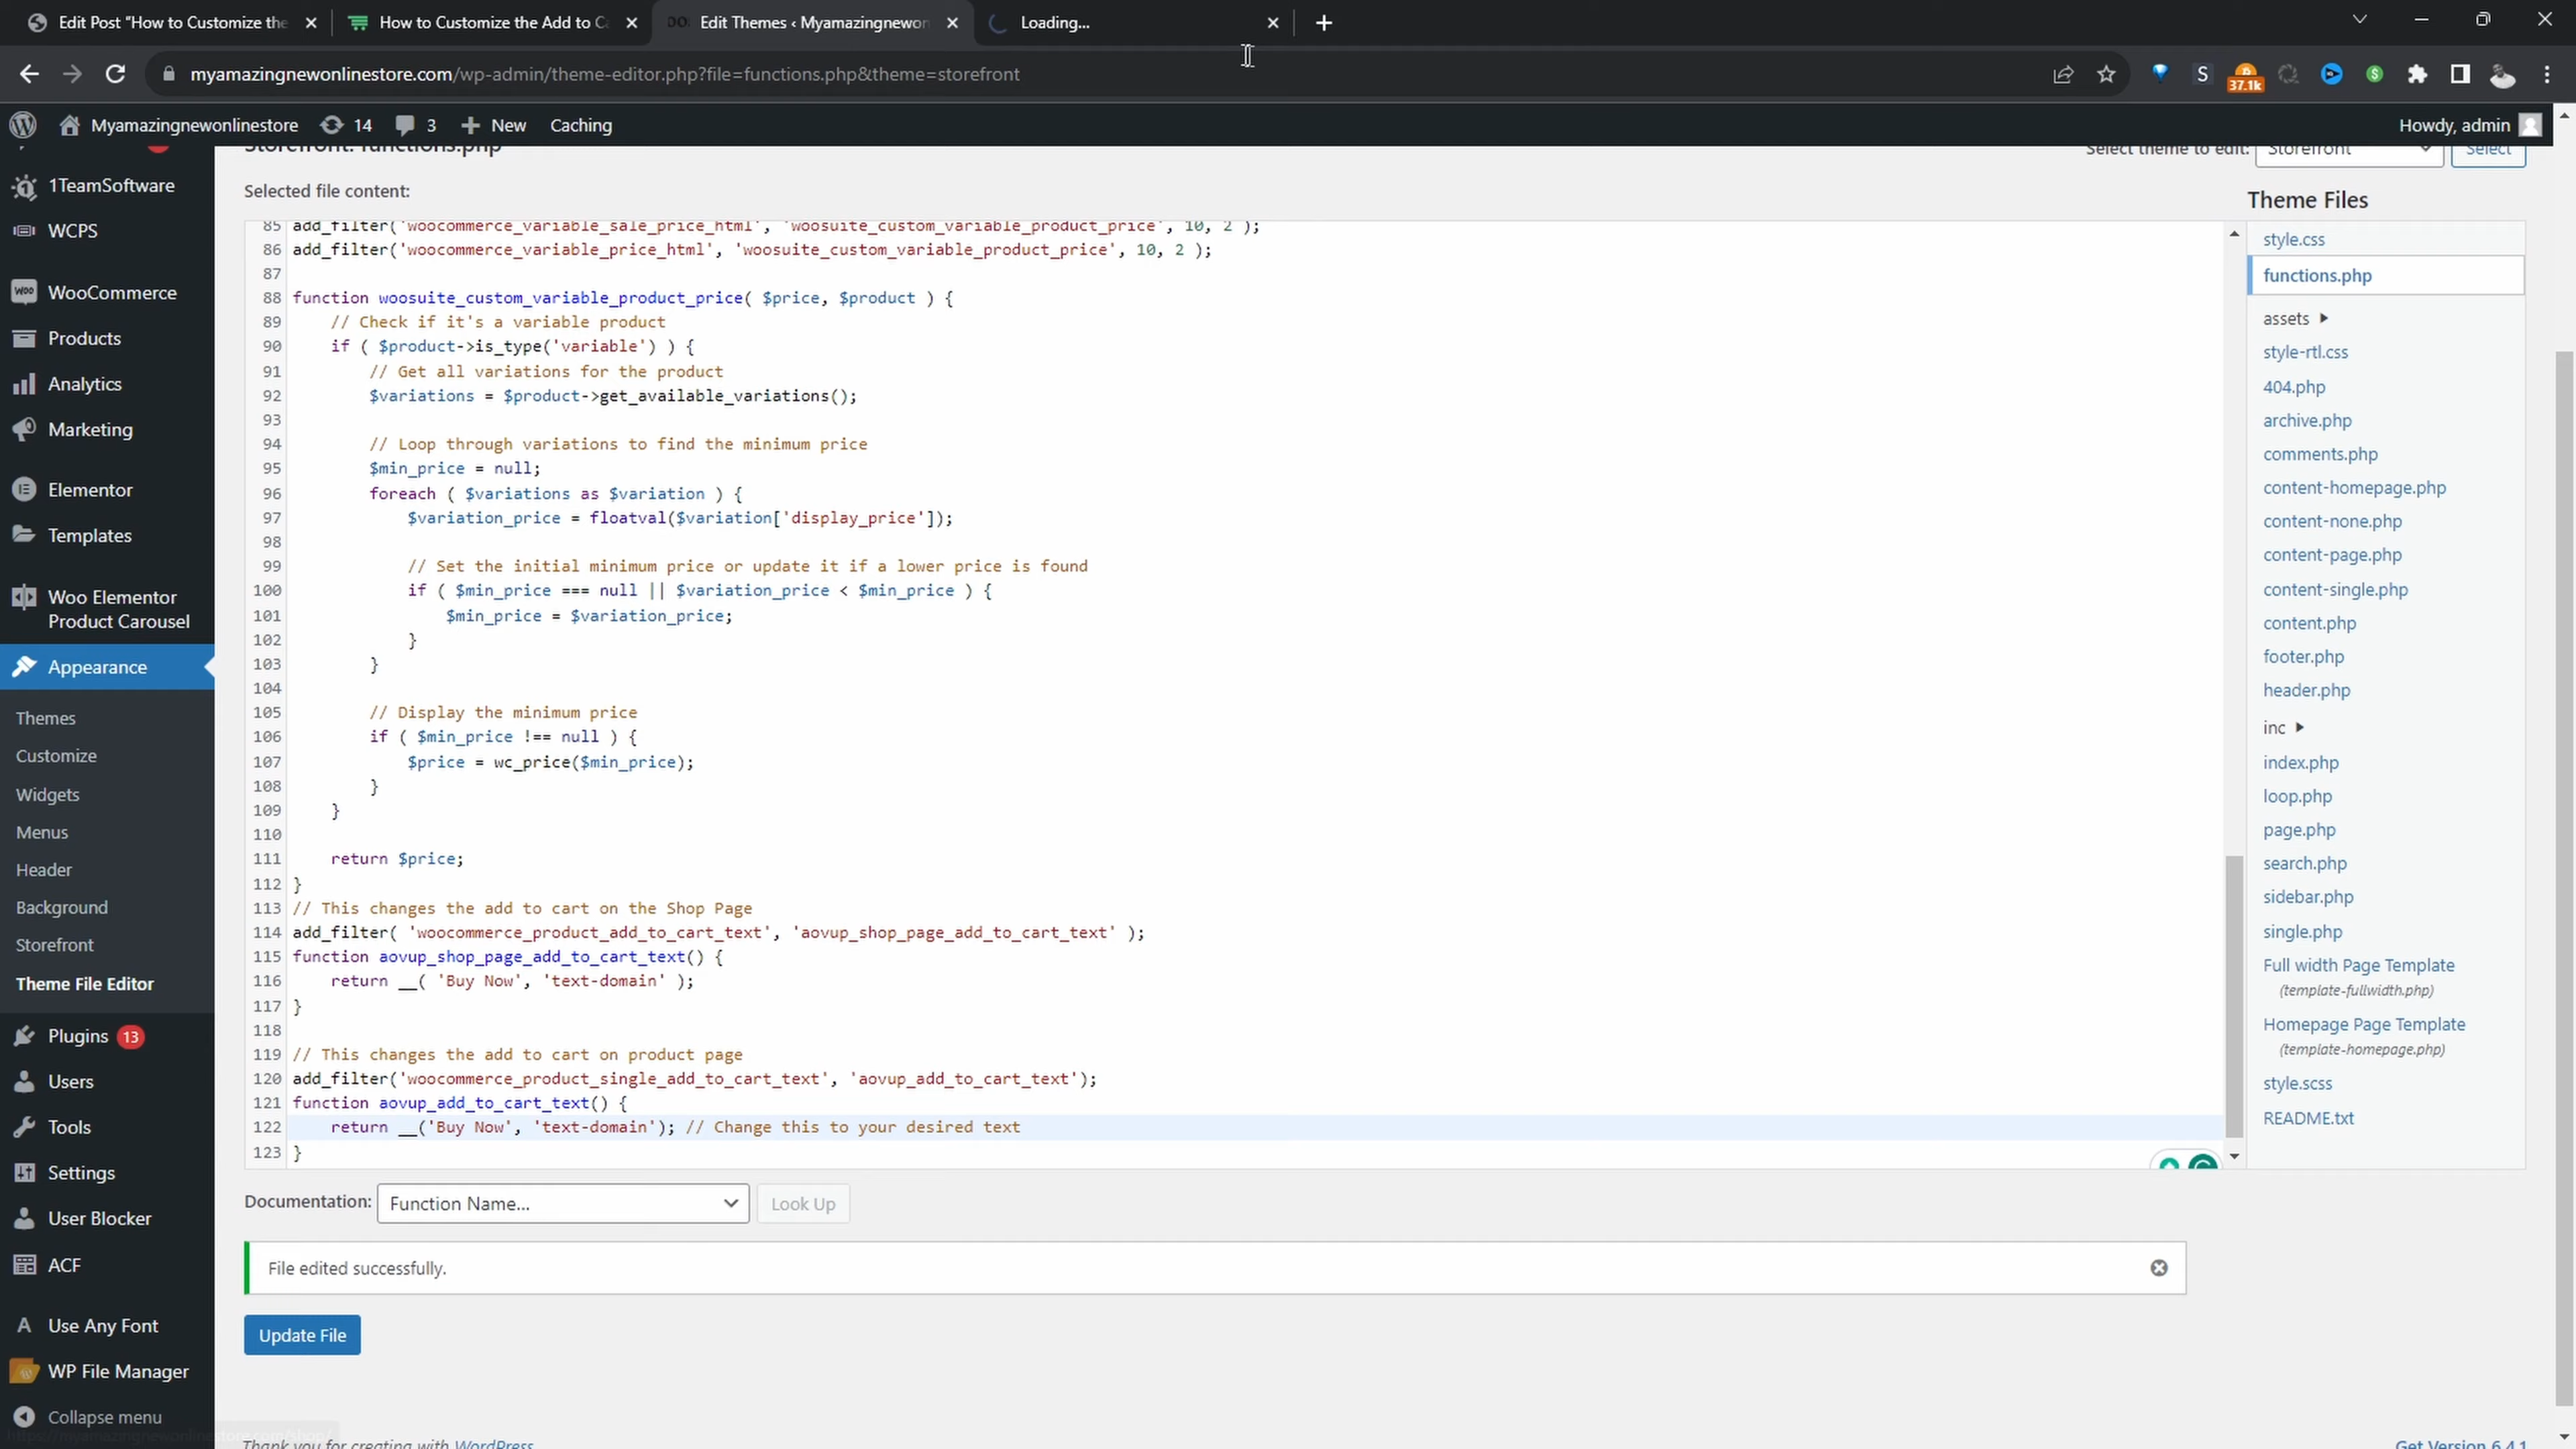 Edit Post "How to Customize the
How to Customize the Add to Ca
Edit Themes ‹ Myamazingnewon
Loading...
myamazingnewonlinestore.com/wp-admin/theme-editor.php?file=functions.php&theme=storefront
S
37.1k
Myamazingnewonlinestore
14
3
New
Caching
Howdy, admin
Storefront: functions.php
Select theme to edit:
Storefront
Select
1TeamSoftware
WCPS
WooCommerce
Products
Analytics
Marketing
Elementor
Templates
Woo Elementor
Product Carousel
Appearance
Themes
Customize
Widgets
Menus
Header
Background
Storefront
Theme File Editor
Plugins 13
Users
Tools
Settings
User Blocker
ACF
Use Any Font
WP File Manager
Collapse menu
https://myamazingnewonlinestore.com/shop/
Selected file content:
85 add_filter('woocommerce_variable_sale_price_html', 'woosuite_custom_variable_product_price', 10, 2 );
86 add_filter('woocommerce_variable_price_html', 'woosuite_custom_variable_product_price', 10, 2 );
87
88 function woosuite_custom_variable_product_price( $price, $product ) {
89 // Check if it's a variable product
90 if ( $product->is_type('variable') ) {
91 // Get all variations for the product
92 $variations = $product->get_available_variations();
93
94 // Loop through variations to find the minimum price
95 $min_price = null;
96 foreach ( $variations as $variation ) {
97 $variation_price = floatval($variation['display_price']);
98
99 // Set the initial minimum price or update it if a lower price is found
100 if ( $min_price === null || $variation_price < $min_price ) {
101 $min_price = $variation_price;
102 }
103 }
104
105 // Display the minimum price
106 if ( $min_price !== null ) {
107 $price = wc_price($min_price);
108 }
109 }
110
111 return $price;
112 }
113 // This changes the add to cart on the Shop Page
114 add_filter( 'woocommerce_product_add_to_cart_text', 'aovup_shop_page_add_to_cart_text' );
115 function aovup_shop_page_add_to_cart_text() {
116 return __( 'Buy Now', 'text-domain' );
117 }
118
119 // This changes the add to cart on product page
120 add_filter('woocommerce_product_single_add_to_cart_text', 'aovup_add_to_cart_text');
121 function aovup_add_to_cart_text() {
122 return __('Buy Now', 'text-domain'); // Change this to your desired text
123 }
Theme Files
style.css
functions.php
assets
style-rtl.css
404.php
archive.php
comments.php
content-homepage.php
content-none.php
content-page.php
content-single.php
content.php
footer.php
header.php
inc
index.php
loop.php
page.php
search.php
sidebar.php
single.php
Full width Page Template
(template-fullwidth.php)
Homepage Page Template
(template-homepage.php)
style.scss
README.txt
Documentation:
Function Name...
Look Up
File edited successfully.
Update File
Thank you for creating with WordPress
Get Version 6.4.1